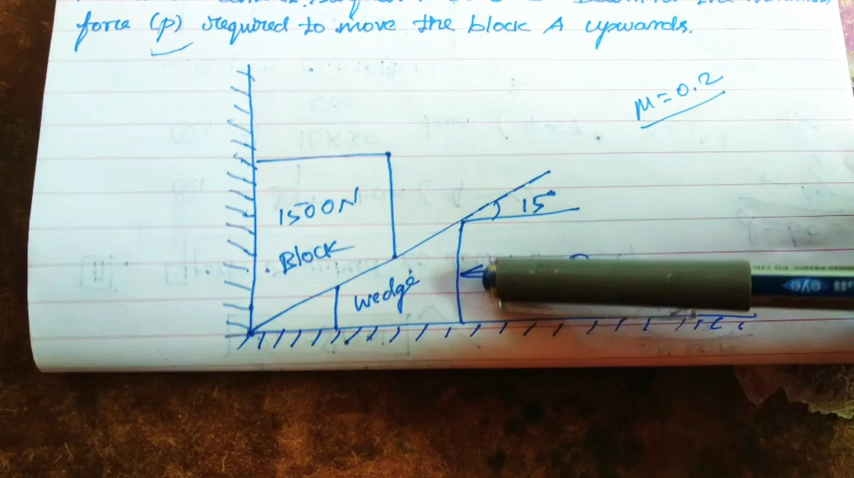 force (P) required to move the block A upwards.
μ=0.2
1500N
Block
15°
wedge